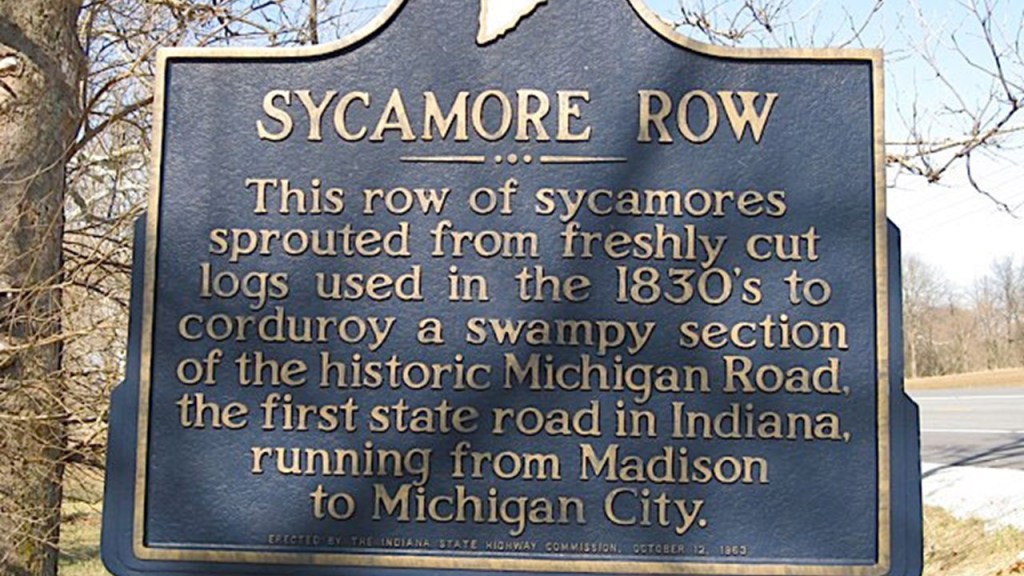 SYCAMORE ROW
This row of sycamores
sprouted from freshly cut
logs used in the 1830's to
corduroy a swampy section
of the historic Michigan Road,
the first state road in Indiana,
running from Madison
to Michigan City.
ERECTED BY THE INDIANA STATE HIGHWAY COMMISSION, OCTOBER 12, 1963